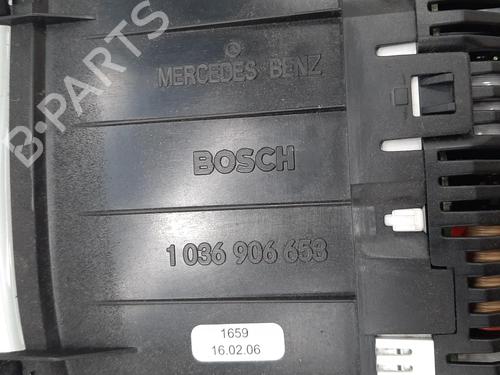 B-PARTS
MERCEDES BENZ
BOSCH
1 036 906 653
1659
16.02.06